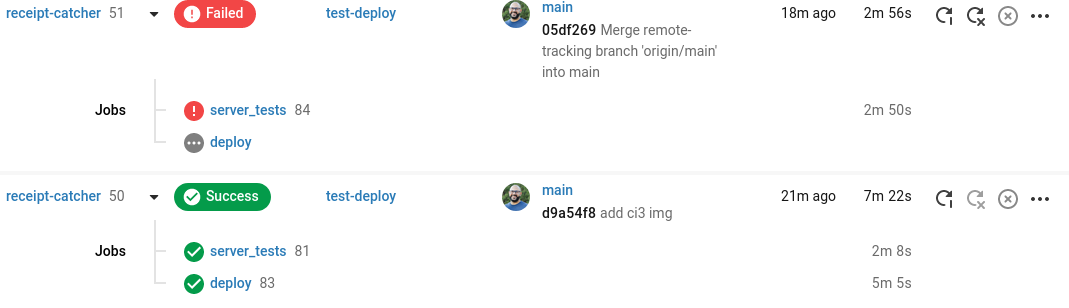 receipt-catcher 51 Failed test-deploy main 18m ago 2m 56s
05df269 Merge remote-
tracking branch 'origin/main'
into main
Jobs server_tests 84 2m 50s
deploy
receipt-catcher 50 Success test-deploy main 21m ago 7m 22s
d9a54f8 add ci3 img
Jobs server_tests 81 2m 8s
deploy 83 5m 5s